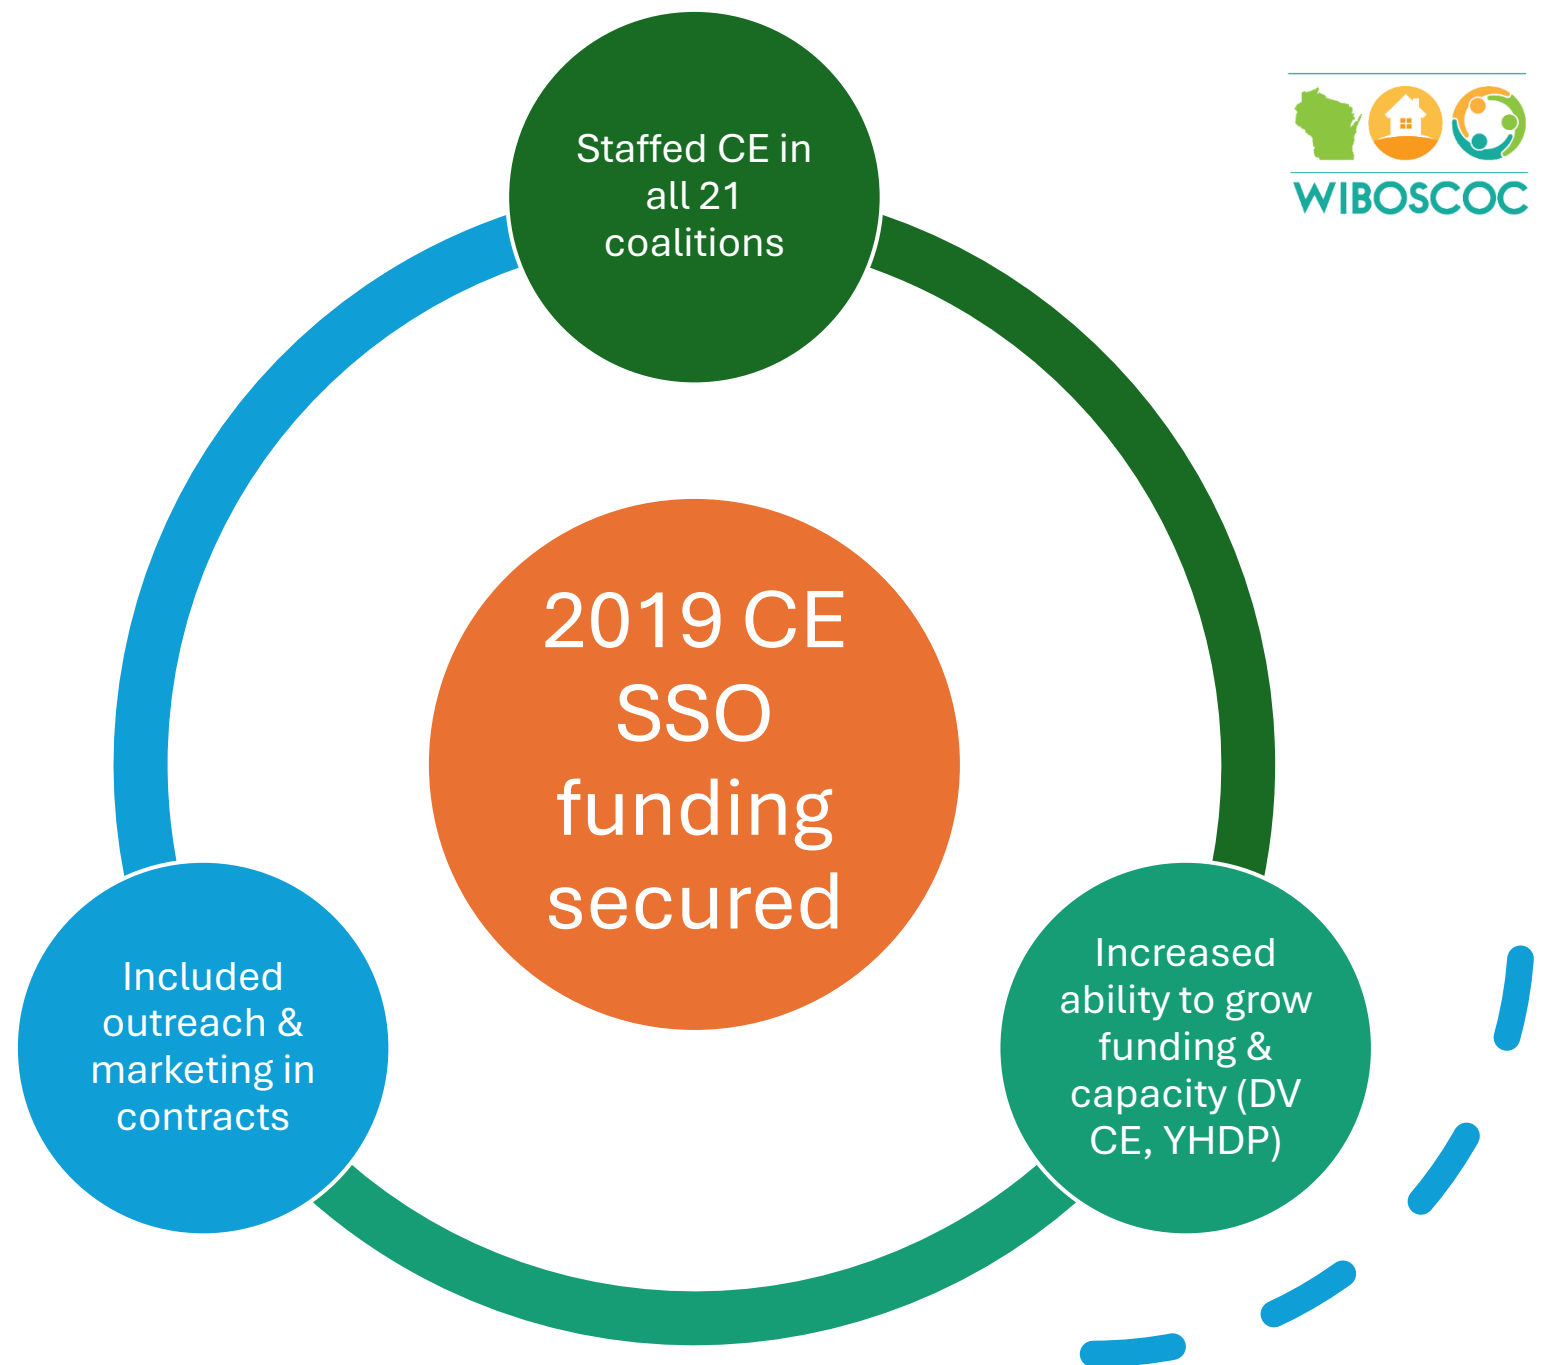 Staffed CE in
all 21
coalitions
WIBOSCOC
2019 CE
SSO
funding
secured
Increased
ability to grow
funding &
capacity (DV
CE, YHDP)
Included
outreach &
marketing in
contracts